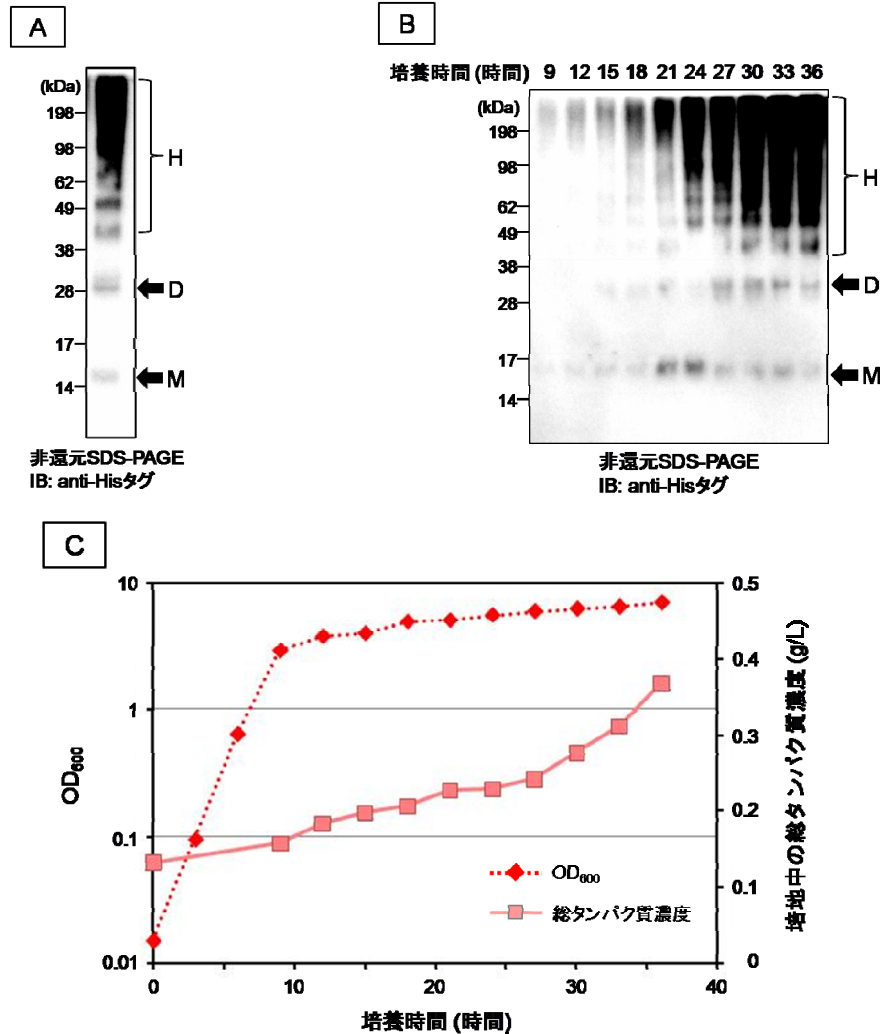 A
(kDa)
198
98
62
49
38
28
17
14
H
D
M
非還元SDS-PAGE
IB: anti-Hisタグ
B
培養時間 (時間) 9 12 15 18 21 24 27 30 33 36
(kDa)
198
98
62
49
38
28
17
14
H
D
M
非還元SDS-PAGE
IB: anti-Hisタグ
C
10
1
0.1
0.01
OD600
0.5
0.4
0.3
0.2
0.1
0
培地中の総タンパク質濃度 (g/L)
OD600
総タンパク質濃度
0 10 20 30 40
培養時間 (時間)